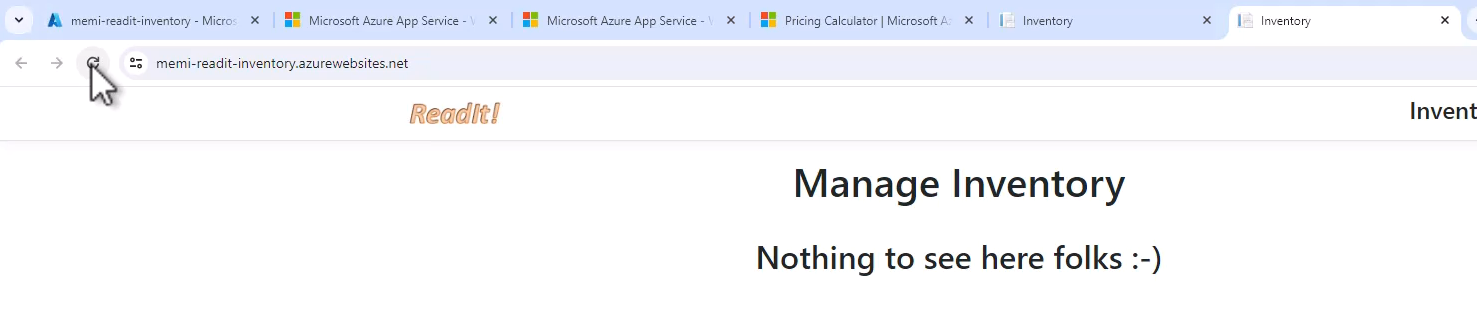 memi-readit-inventory - Micros
Microsoft Azure App Service - W
Microsoft Azure App Service - W
Pricing Calculator | Microsoft Az
Inventory
Inventory
memi-readit-inventory.azurewebsites.net
ReadIt!
Invent
Manage Inventory
Nothing to see here folks :-)